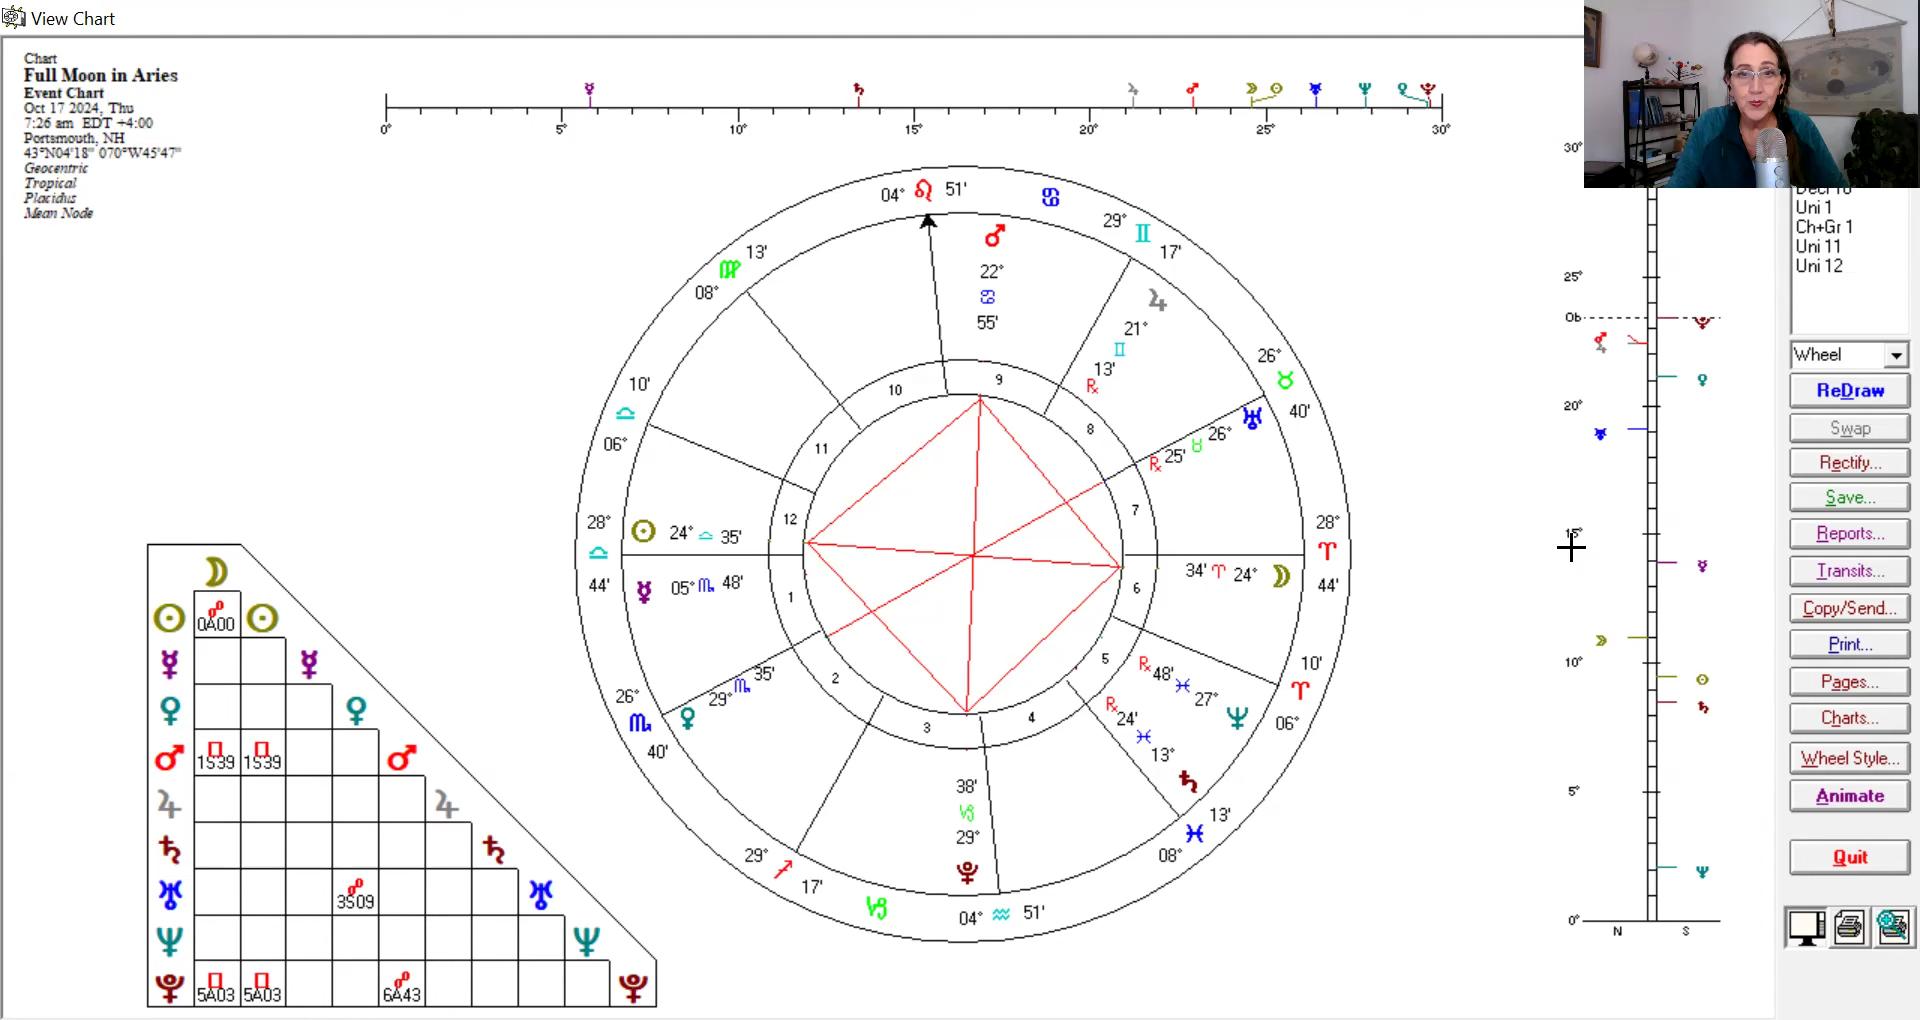 View Chart
Chart
Full Moon in Aries
Event Chart
Oct 17 2024, Thu
7:26 am EDT +4:00
Portsmouth, NH
43°N04'18" 070°W45'47"
Geocentric
Tropical
Placidus
Mean Node
☿ ♄ ♃ ♂ ☽ ☉ ♅ ♆ ♀ ♇
0° 5° 10° 15° 20° 25° 30°
04° ♌ 51'
♋
29° ♊ 17'
26° ♉ 40'
28° ♈ 44'
10' ♈ 06°
13' ♓ 08°
04° ♒ 51'
♑
29° ♐ 17'
26° ♏ 40'
28° ♎ 44'
10' ♎ 06°
13' ♍ 08°
♂ 22° ♋ 55'
♃ 21° ♊ 13' ℞
♅ 26° ♉ 25' ℞
34' ♈ 24° ☽
℞ 48' ♓ 27° ♆
℞ 24' ♓ 13° ♄
38' ♑ 29° ♇
♀ 29° ♏ 35'
☿ 05° ♏ 48'
☉ 24° ♎ 35'
1
2
3
4
5
6
7
8
9
10
11
12
☽
☉ ☍ 0A00 ☉
☿ ☿
♀ ♀
♂ □ 1S39 □ 1S39 ♂
♃ ♃
♄ ♄
♅ ☍ 3S09 ♅
♆ ♆
♇ □ 5A03 □ 5A03 ☍ 6A43 ♇
30°
25°
Ob
20°
15°
10°
5°
0°
N S
Uni 1
Ch+Gr 1
Uni 11
Uni 12
Wheel
ReDraw
Swap
Rectify...
Save...
Reports...
Transits...
Copy/Send...
Print...
Pages...
Charts...
Wheel Style...
Animate
Quit